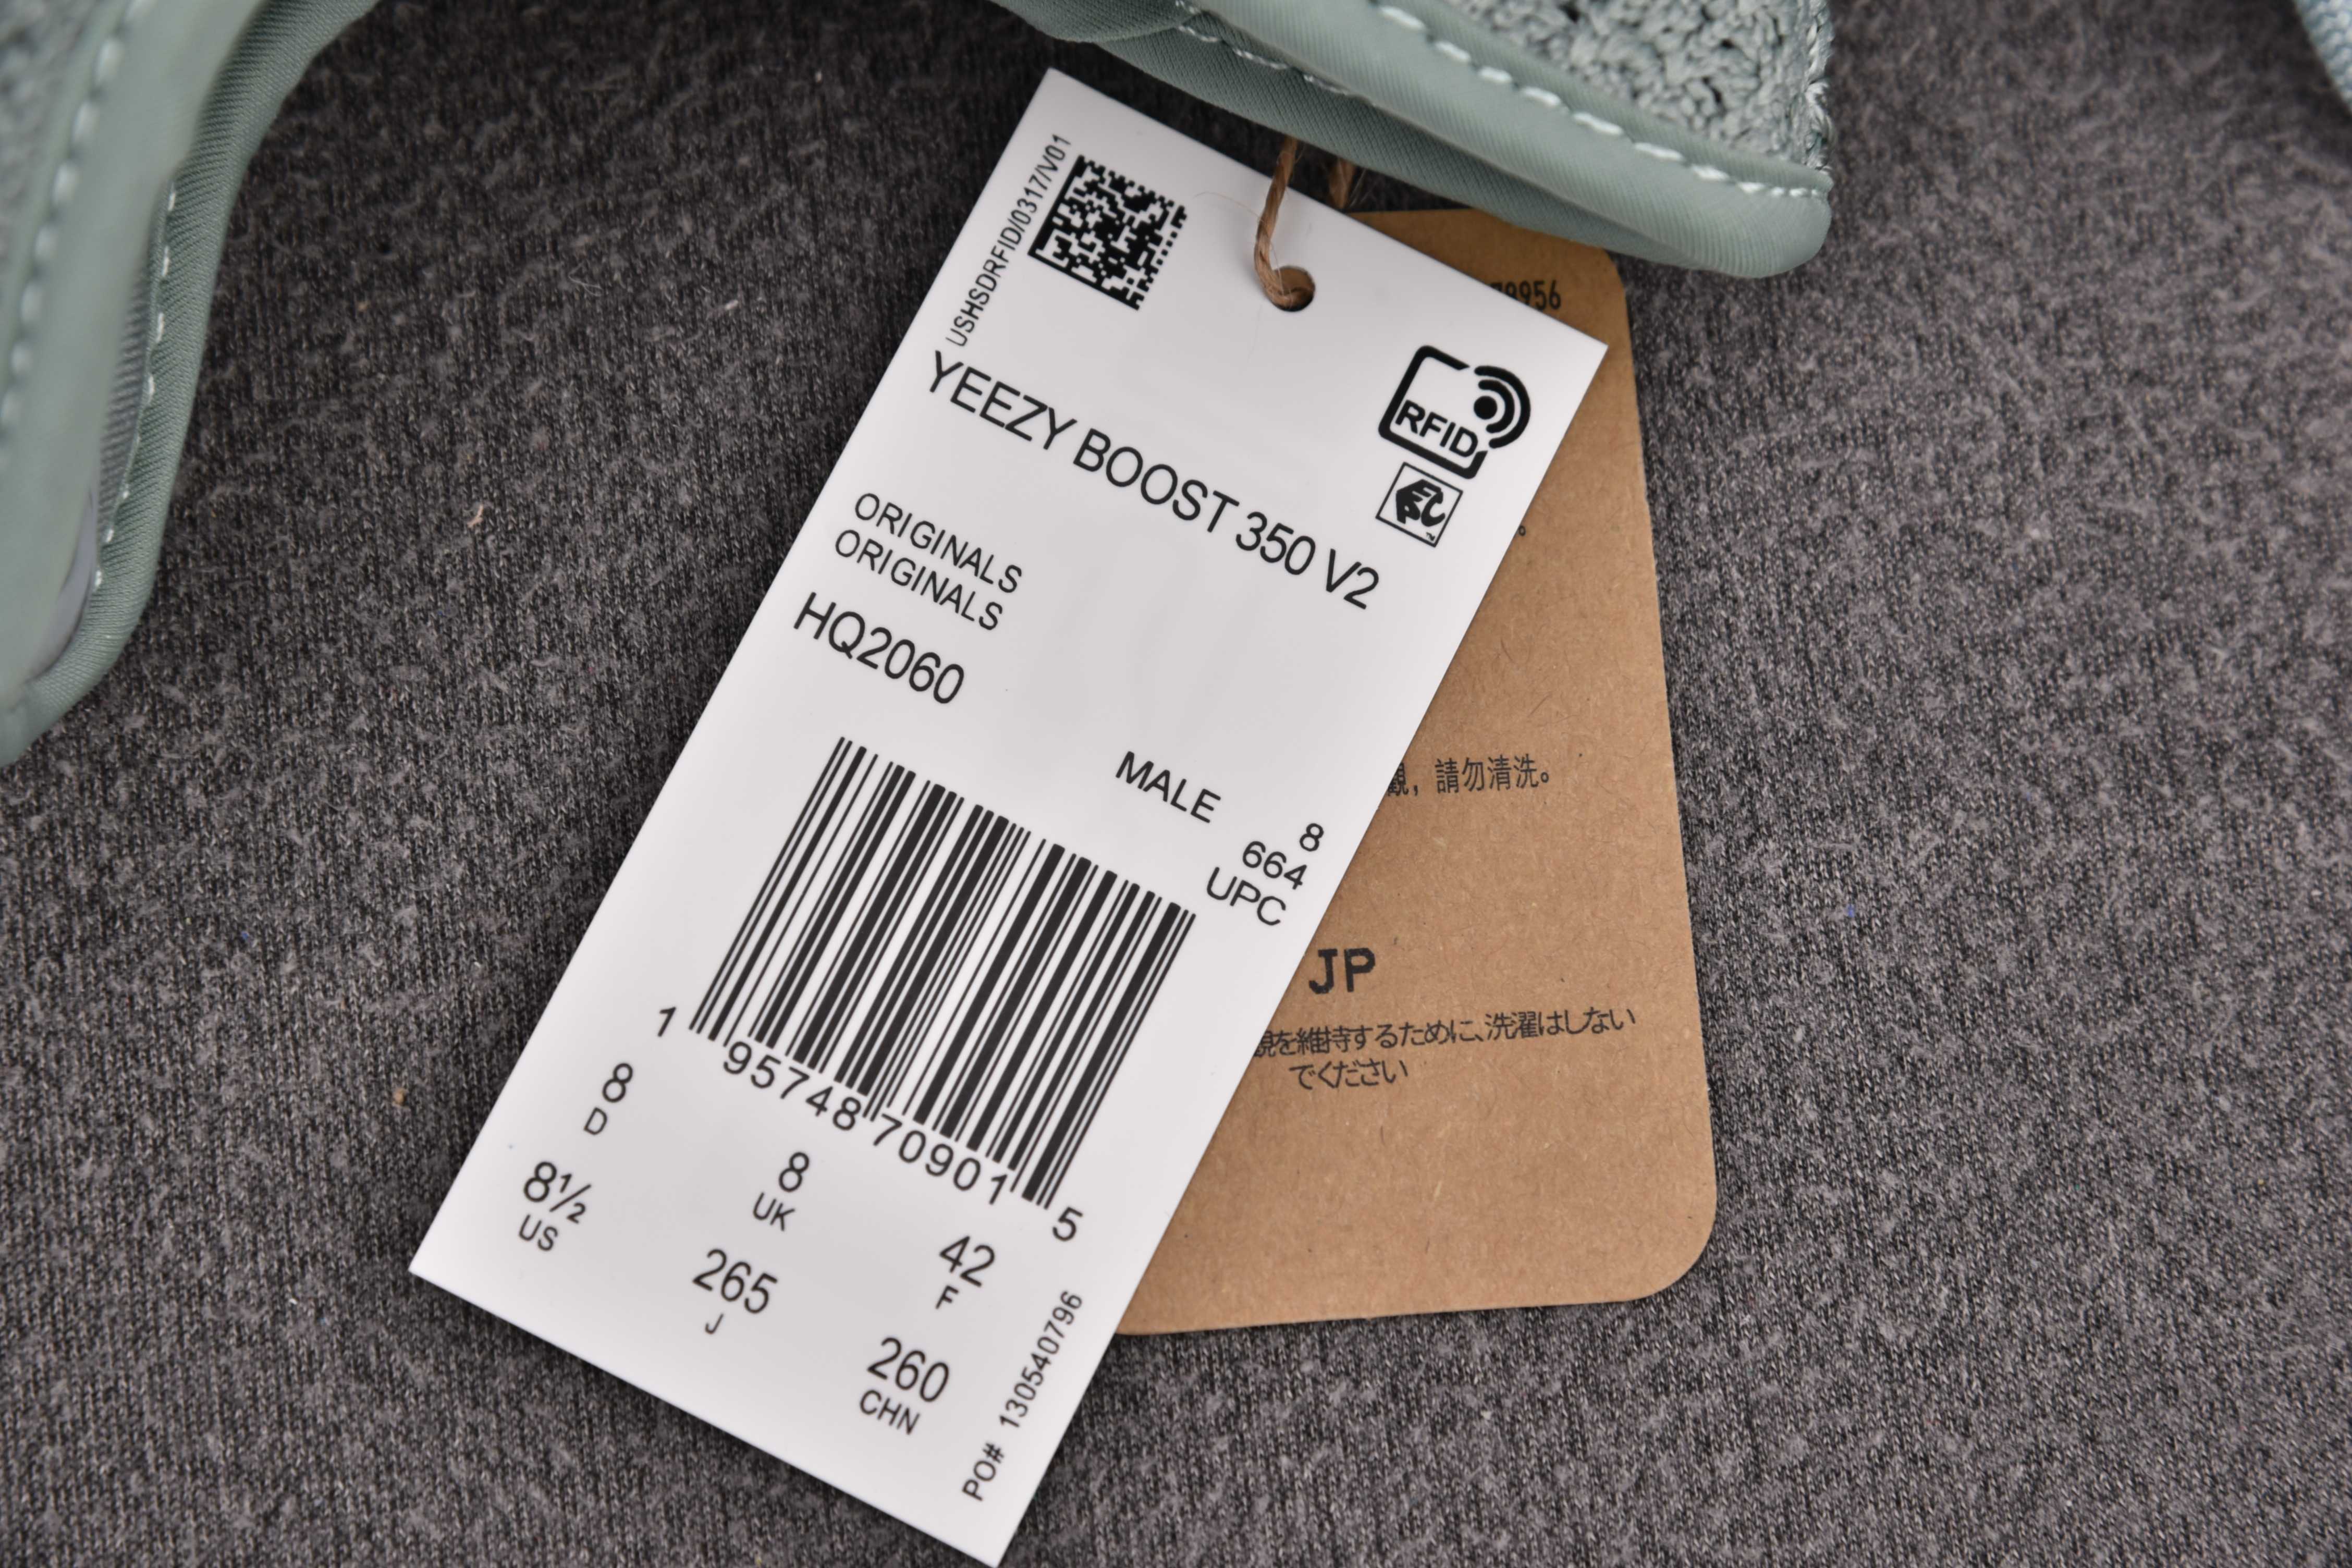 USHSDRFID/0317/V01
RFID
YEEZY BOOST 350 V2
ORIGINALS
ORIGINALS
HQ2060
MALE
8
664
UPC
1 95748 70901 5
8
D
8
UK
42
F
8½
US
265
J
260
CHN
PO# 130540796
9956
觀，請勿清洗。
JP
観を維持するために、洗濯はしない
でください